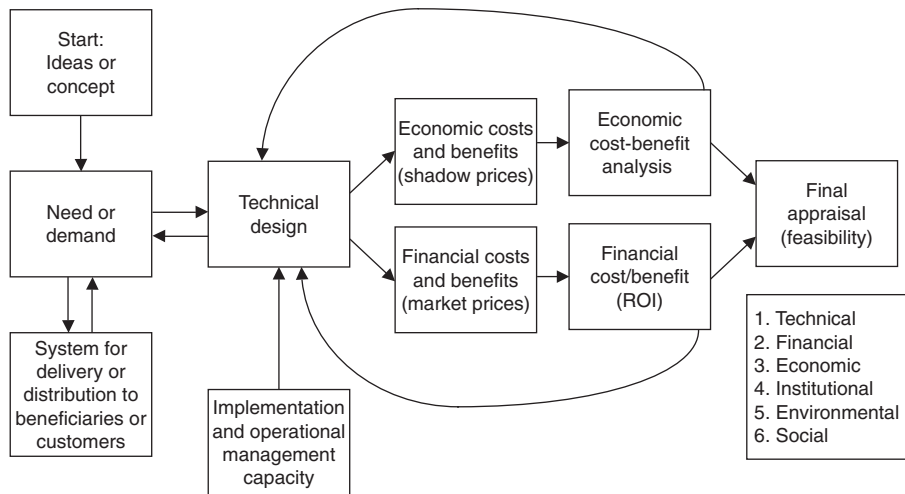 Start:
Ideas or
concept
Need or
demand
System for
delivery or
distribution to
beneficiaries or
customers
Technical
design
Implementation
and operational
management
capacity
Economic costs
and benefits
(shadow prices)
Financial costs
and benefits
(market prices)
Economic
cost-benefit
analysis
Financial
cost/benefit
(ROI)
Final
appraisal
(feasibility)
1. Technical
2. Financial
3. Economic
4. Institutional
5. Environmental
6. Social